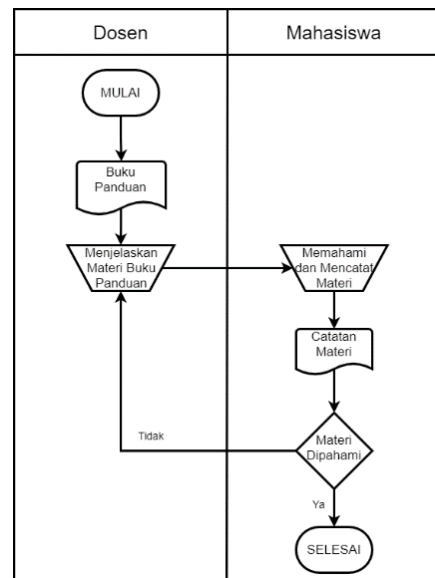 Dosen
Mahasiswa
MULAI
Buku
Panduan
Menjelaskan
Materi Buku
Panduan
Memahami
dan Mencatat
Materi
Catatan
Materi
Materi
Dipahami
Tidak
Ya
SELESAI